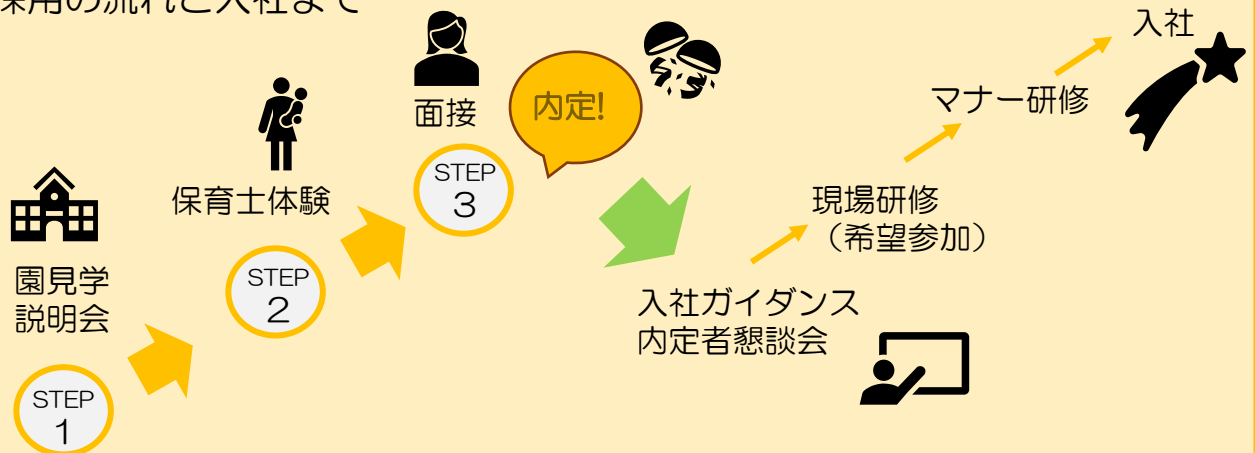 採用の流れと入社まで
園見学
説明会
STEP
1
保育士体験
STEP
2
面接
STEP
3
内定!
入社ガイダンス
内定者懇談会
現場研修
（希望参加）
マナー研修
入社